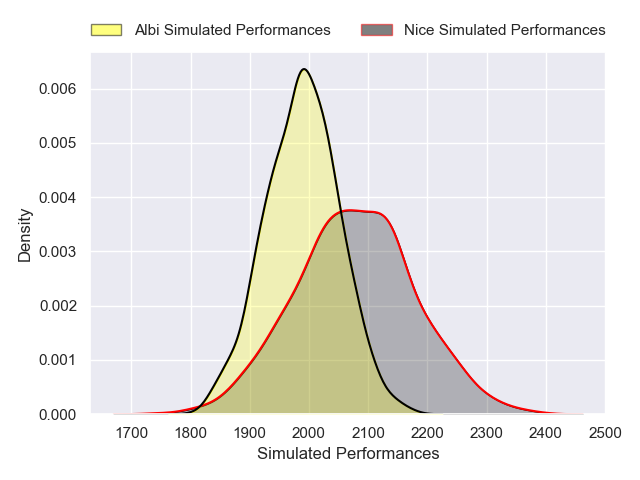 Albi Simulated Performances Nice Simulated Performances
0.006
0.005
0.004
0.003
0.002
0.001
0.000
Density
1700 1800 1900 2000 2100 2200 2300 2400 2500
Simulated Performances